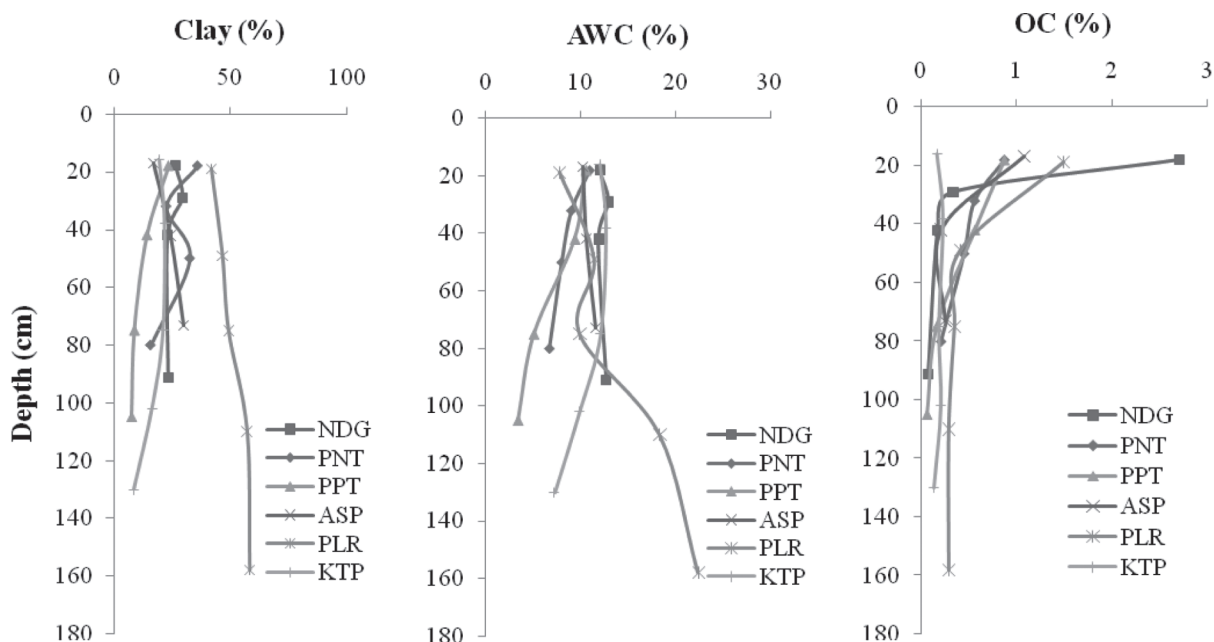 Clay (%)
0 50 100
0
20
40
60
80
100
120
140
160
180
Depth (cm)
NDG
PNT
PPT
ASP
PLR
KTP
AWC (%)
0 10 20 30
0
20
40
60
80
100
120
140
160
180
NDG
PNT
PPT
ASP
PLR
KTP
OC (%)
0 1 2 3
0
20
40
60
80
100
120
140
160
180
NDG
PNT
PPT
ASP
PLR
KTP